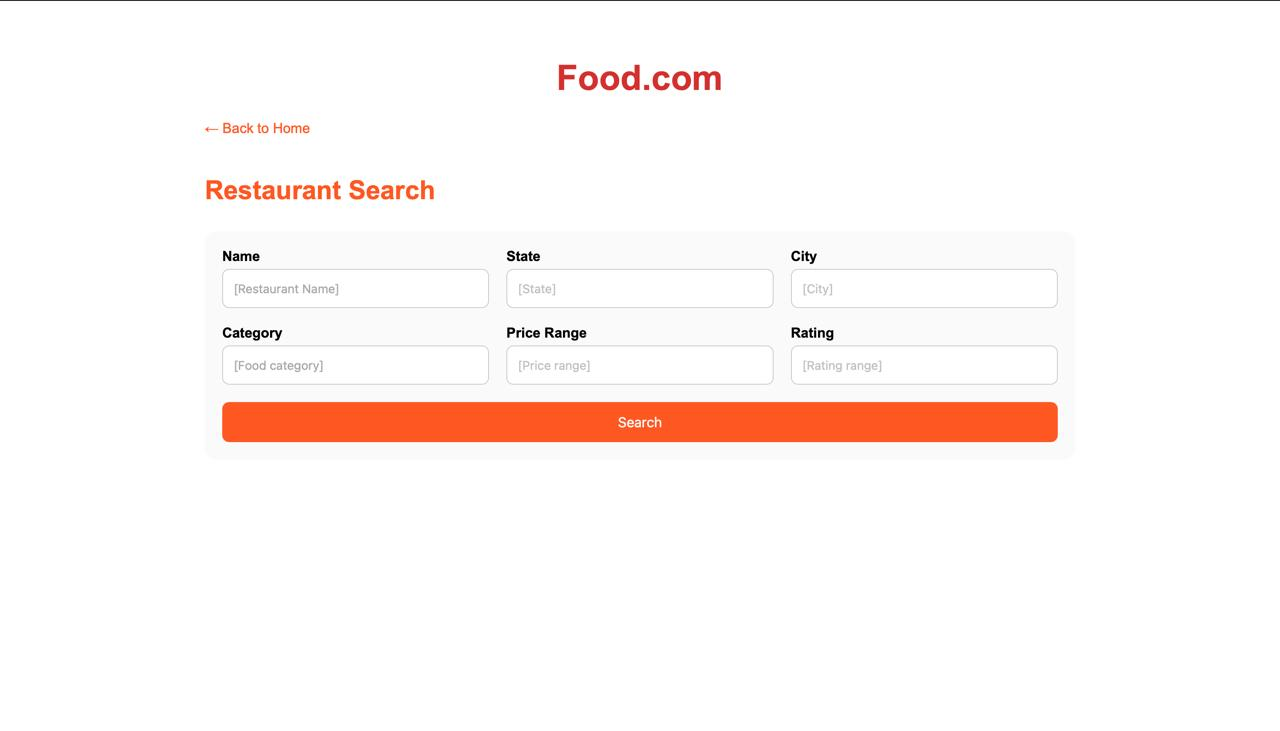 Food.com
← Back to Home
Restaurant Search
Name State City
[Restaurant Name] [State] [City]
Category Price Range Rating
[Food category] [Price range] [Rating range]
Search